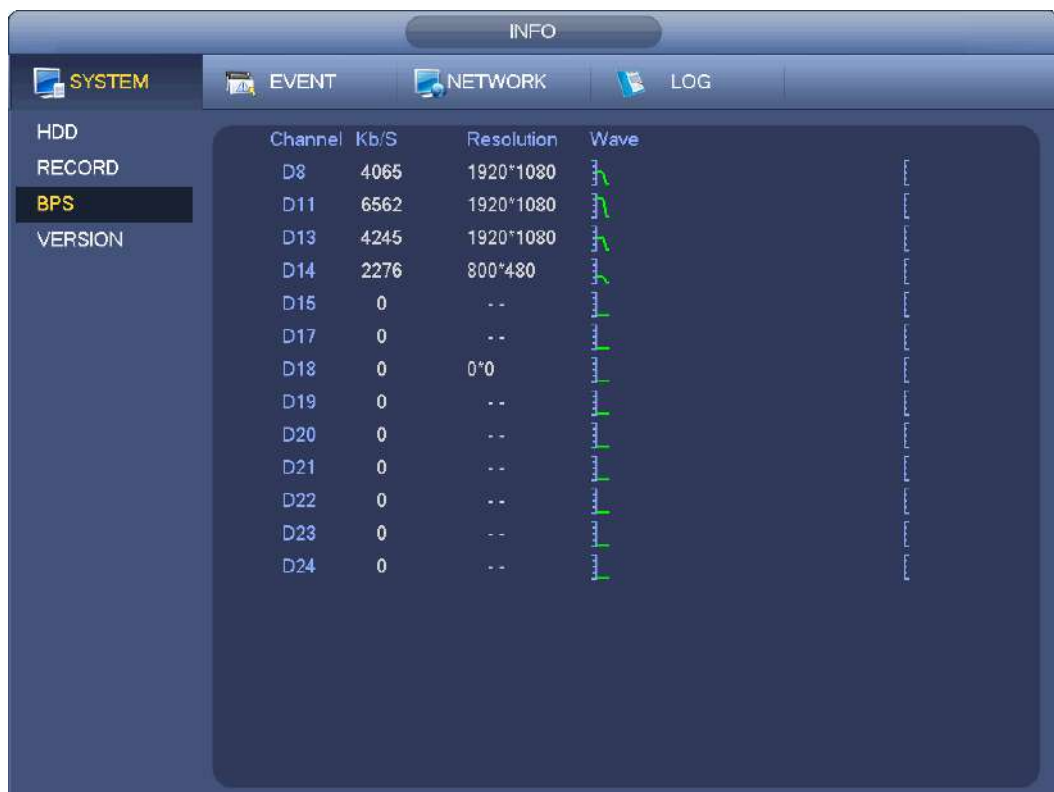 INFO
SYSTEM EVENT NETWORK LOG
HDD
RECORD
BPS
VERSION
Channel Kb/S Resolution Wave
D8 4065 1920*1080
D11 6562 1920*1080
D13 4245 1920*1080
D14 2276 800*480
D15 0 - -
D17 0 - -
D18 0 0*0
D19 0 - -
D20 0 - -
D21 0 - -
D22 0 - -
D23 0 - -
D24 0 - -